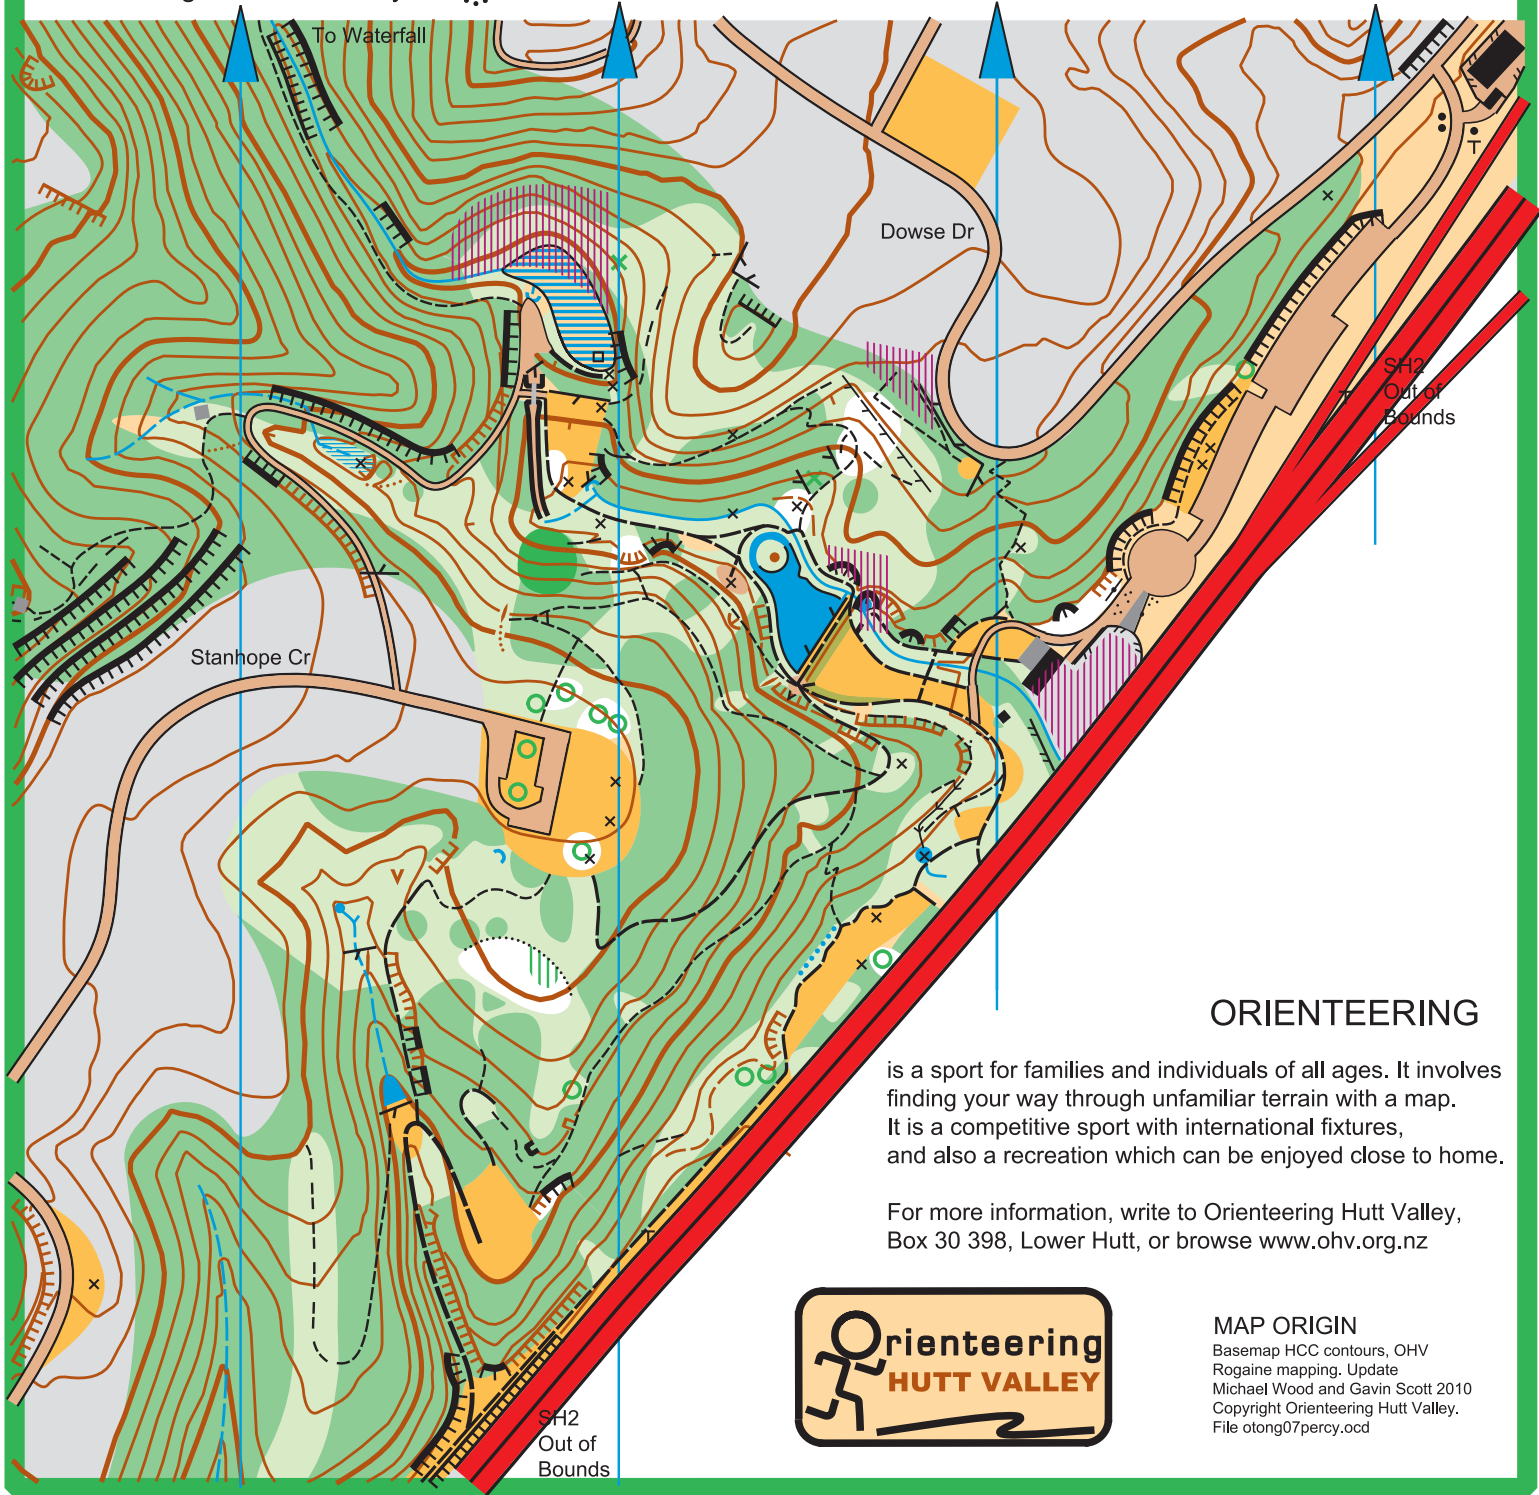 To Waterfall
Dowse Dr
SH2
Out of
Bounds
Stanhope Cr
ORIENTEERING
is a sport for families and individuals of all ages. It involves
finding your way through unfamiliar terrain with a map.
It is a competitive sport with international fixtures,
and also a recreation which can be enjoyed close to home.
For more information, write to Orienteering Hutt Valley,
Box 30 398, Lower Hutt, or browse www.ohv.org.nz
Orienteering
HUTT VALLEY
MAP ORIGIN
Basemap HCC contours, OHV
Rogaine mapping. Update
Michael Wood and Gavin Scott 2010
Copyright Orienteering Hutt Valley.
File otong07percy.ocd
SH2
Out of
Bounds